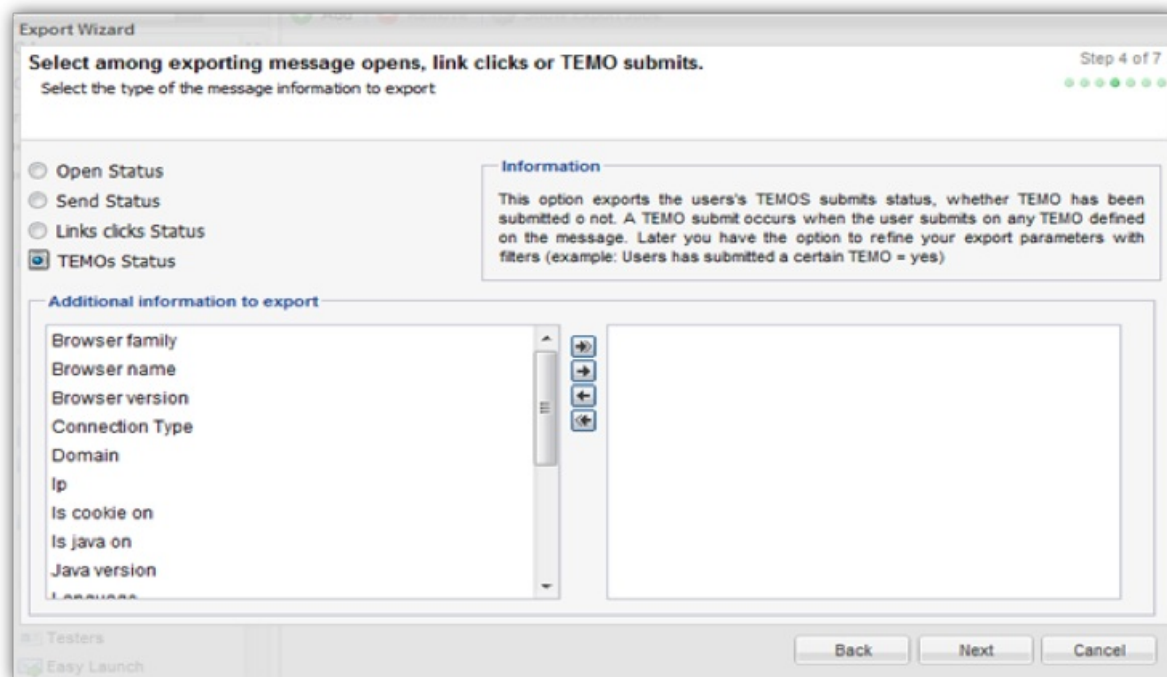 Export Wizard
Select among exporting message opens, link clicks or TEMO submits.
Step 4 of 7
Select the type of the message information to export
Open Status
Send Status
Links clicks Status
TEMOs Status
Information
This option exports the users's TEMOS submits status, whether TEMO has been
submitted o not. A TEMO submit occurs when the user submits on any TEMO defined
on the message. Later you have the option to refine your export parameters with
filters (example: Users has submitted a certain TEMO = yes)
Additional information to export
Browser family
Browser name
Browser version
Connection Type
Domain
Ip
Is cookie on
Is java on
Java version
Language
Testers
Easy Launch
Back
Next
Cancel